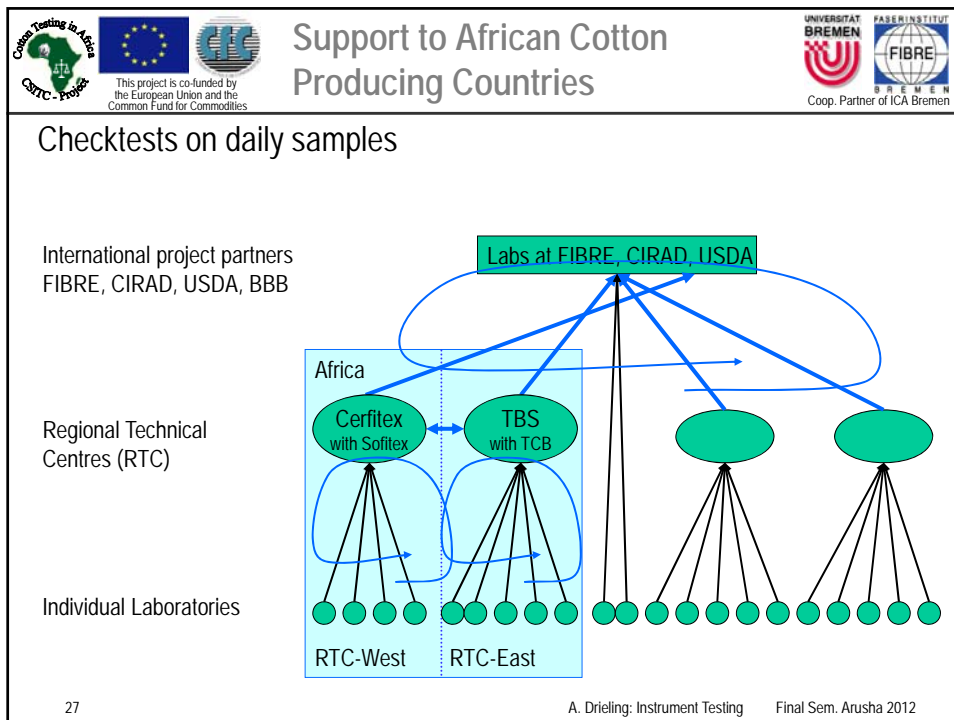 Cotton Testing in Africa
CSITC - Project
CFC
This project is co-funded by
the European Union and the
Common Fund for Commodities
Support to African Cotton
Producing Countries
UNIVERSITÄT
BREMEN
FASERINSTITUT
FIBRE
BREMEN
Coop. Partner of ICA Bremen
Checktests on daily samples
International project partners
FIBRE, CIRAD, USDA, BBB
Labs at FIBRE, CIRAD, USDA
Africa
Regional Technical
Centres (RTC)
Cerfitex
with Sofitex
TBS
with TCB
Individual Laboratories
RTC-West
RTC-East
27
A. Drieling: Instrument Testing
Final Sem. Arusha 2012